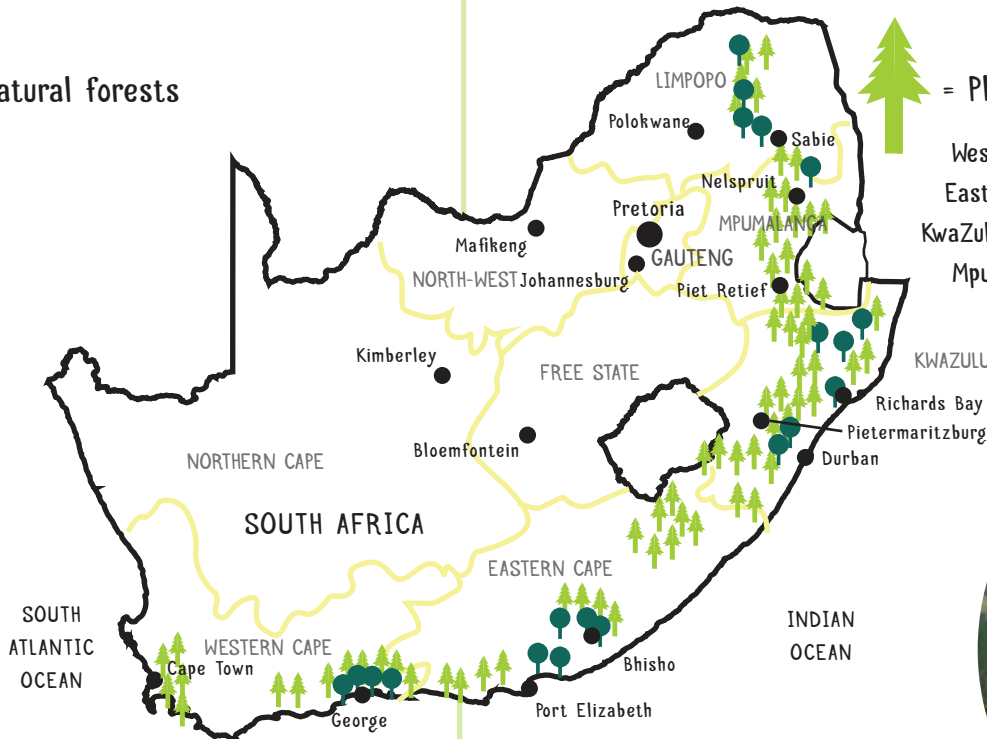 atural forests
= Pl
Wes
East
KwaZul
Mpu
LIMPOPO
Polokwane
Sabie
Nelspruit
Pretoria
MPUMALANGA
Mafikeng
GAUTENG
NORTH-WEST
Johannesburg
Piet Retief
Kimberley
FREE STATE
KWAZULU
Richards Bay
Pietermaritzburg
Bloemfontein
Durban
NORTHERN CAPE
SOUTH AFRICA
EASTERN CAPE
SOUTH
ATLANTIC
OCEAN
INDIAN
OCEAN
WESTERN CAPE
Cape Town
Bhisho
George
Port Elizabeth